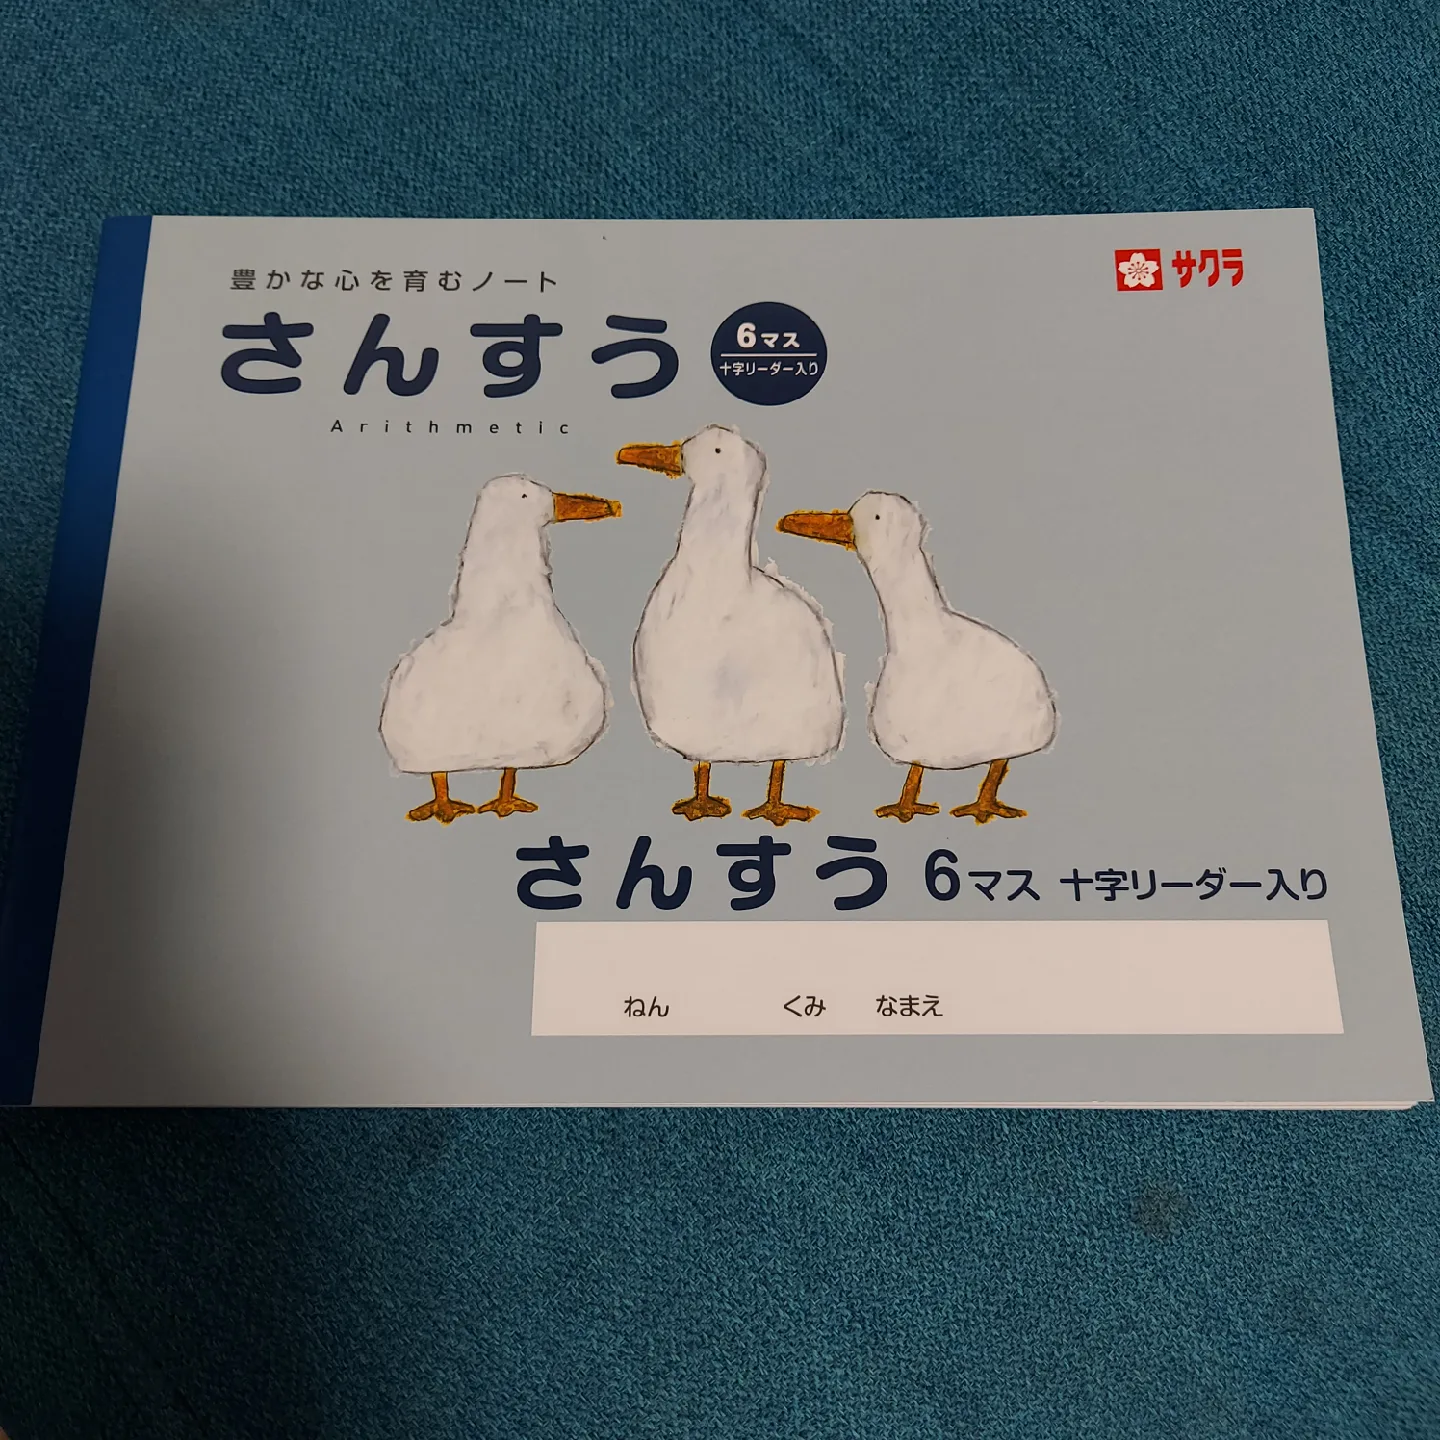 豊かな心を育むノート
サクラ
さんすう
6マス
十字リーダー入り
Arithmetic
さんすう 6マス 十字リーダー入り
ねん くみ なまえ